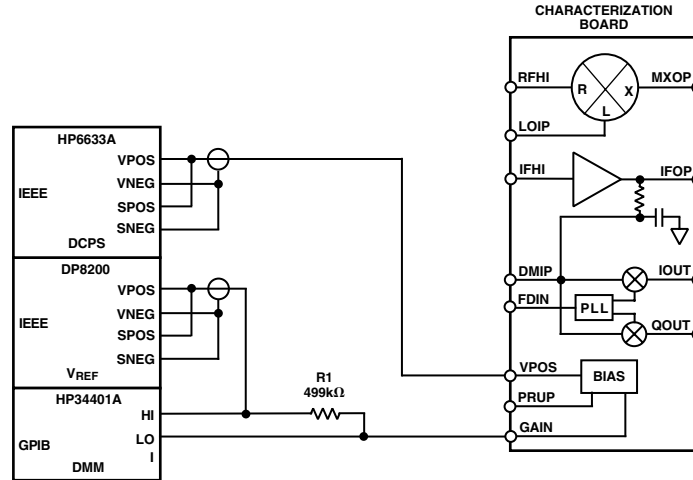 CHARACTERIZATION
BOARD
HP6633A
VPOS
VNEG
SPOS
SNEG
IEEE
DCPS
DP8200
VPOS
VNEG
SPOS
SNEG
IEEE
VREF
HP34401A
HI
LO
I
GPIB
DMM
R1
499kΩ
RFHI
R
X
L
MXOP
LOIP
IFHI
IFOP
DMIP
IOUT
FDIN
PLL
QOUT
VPOS
BIAS
PRUP
GAIN